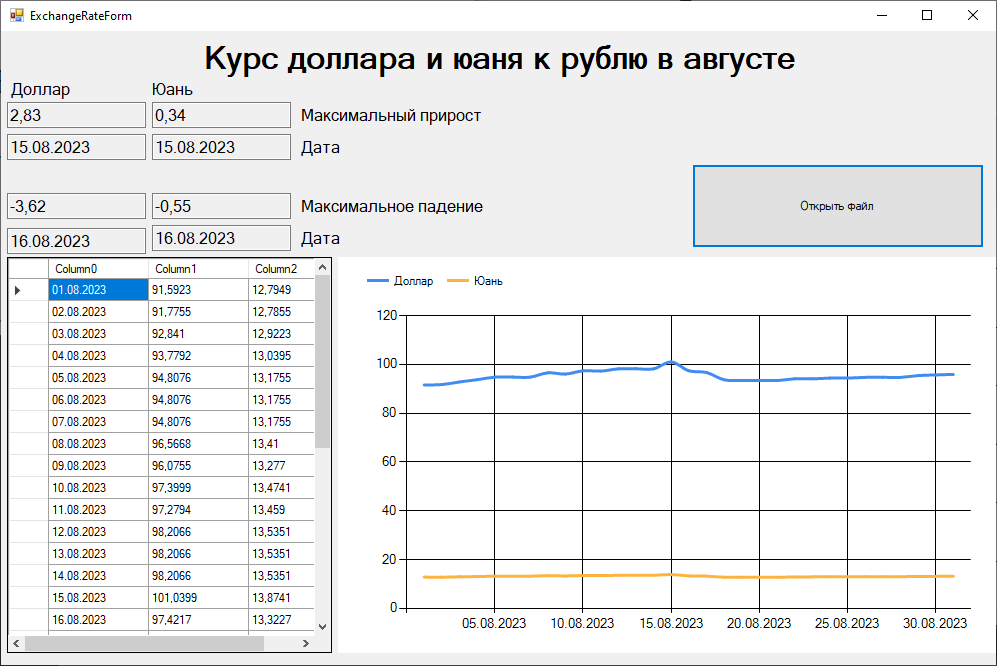 ExchangeRateForm
Курс доллара и юаня к рублю в августе
Доллар Юань
2,83 0,34 Максимальный прирост
15.08.2023 15.08.2023 Дата
-3,62 -0,55 Максимальное падение
16.08.2023 16.08.2023 Дата
Открыть файл
Column0 Column1 Column2
01.08.2023 91,5923 12,7949
02.08.2023 91,7755 12,7855
03.08.2023 92,841 12,9223
04.08.2023 93,7792 13,0395
05.08.2023 94,8076 13,1755
06.08.2023 94,8076 13,1755
07.08.2023 94,8076 13,1755
08.08.2023 96,5668 13,41
09.08.2023 96,0755 13,277
10.08.2023 97,3999 13,4741
11.08.2023 97,2794 13,459
12.08.2023 98,2066 13,5351
13.08.2023 98,2066 13,5351
14.08.2023 98,2066 13,5351
15.08.2023 101,0399 13,8741
16.08.2023 97,4217 13,3227
Доллар Юань
120
100
80
60
40
20
0
05.08.2023 10.08.2023 15.08.2023 20.08.2023 25.08.2023 30.08.2023